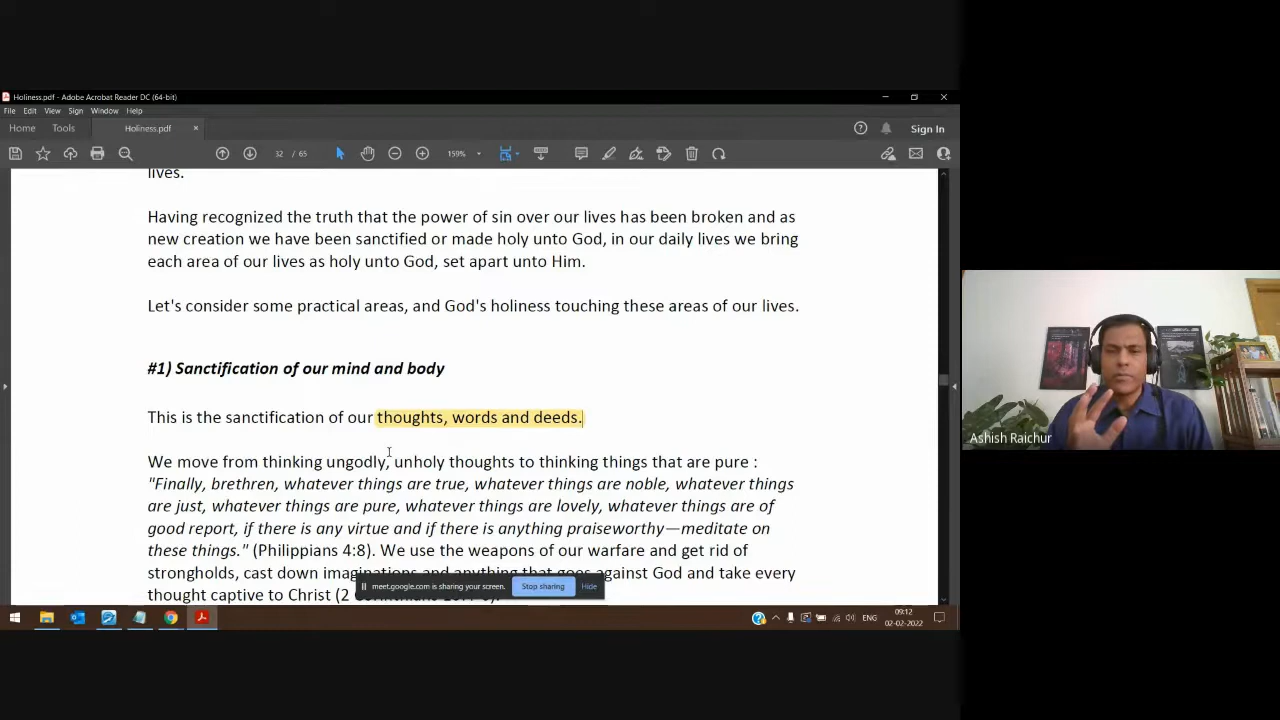 Holiness.pdf - Adobe Acrobat Reader DC (64-bit)
File Edit View Sign Window Help
Home Tools Holiness.pdf × Sign In
32 / 65 159%
lives.
Having recognized the truth that the power of sin over our lives has been broken and as
new creation we have been sanctified or made holy unto God, in our daily lives we bring
each area of our lives as holy unto God, set apart unto Him.
Let's consider some practical areas, and God's holiness touching these areas of our lives.
#1) Sanctification of our mind and body
This is the sanctification of our thoughts, words and deeds.
We move from thinking ungodly, unholy thoughts to thinking things that are pure :
"Finally, brethren, whatever things are true, whatever things are noble, whatever things
are just, whatever things are pure, whatever things are lovely, whatever things are of
good report, if there is any virtue and if there is anything praiseworthy—meditate on
these things." (Philippians 4:8). We use the weapons of our warfare and get rid of
strongholds, cast down imaginations and anything that goes against God and take every
thought captive to Christ (2
meet.google.com is sharing your screen. Stop sharing Hide
Ashish Raichur
ENG
09:12
02-02-2022